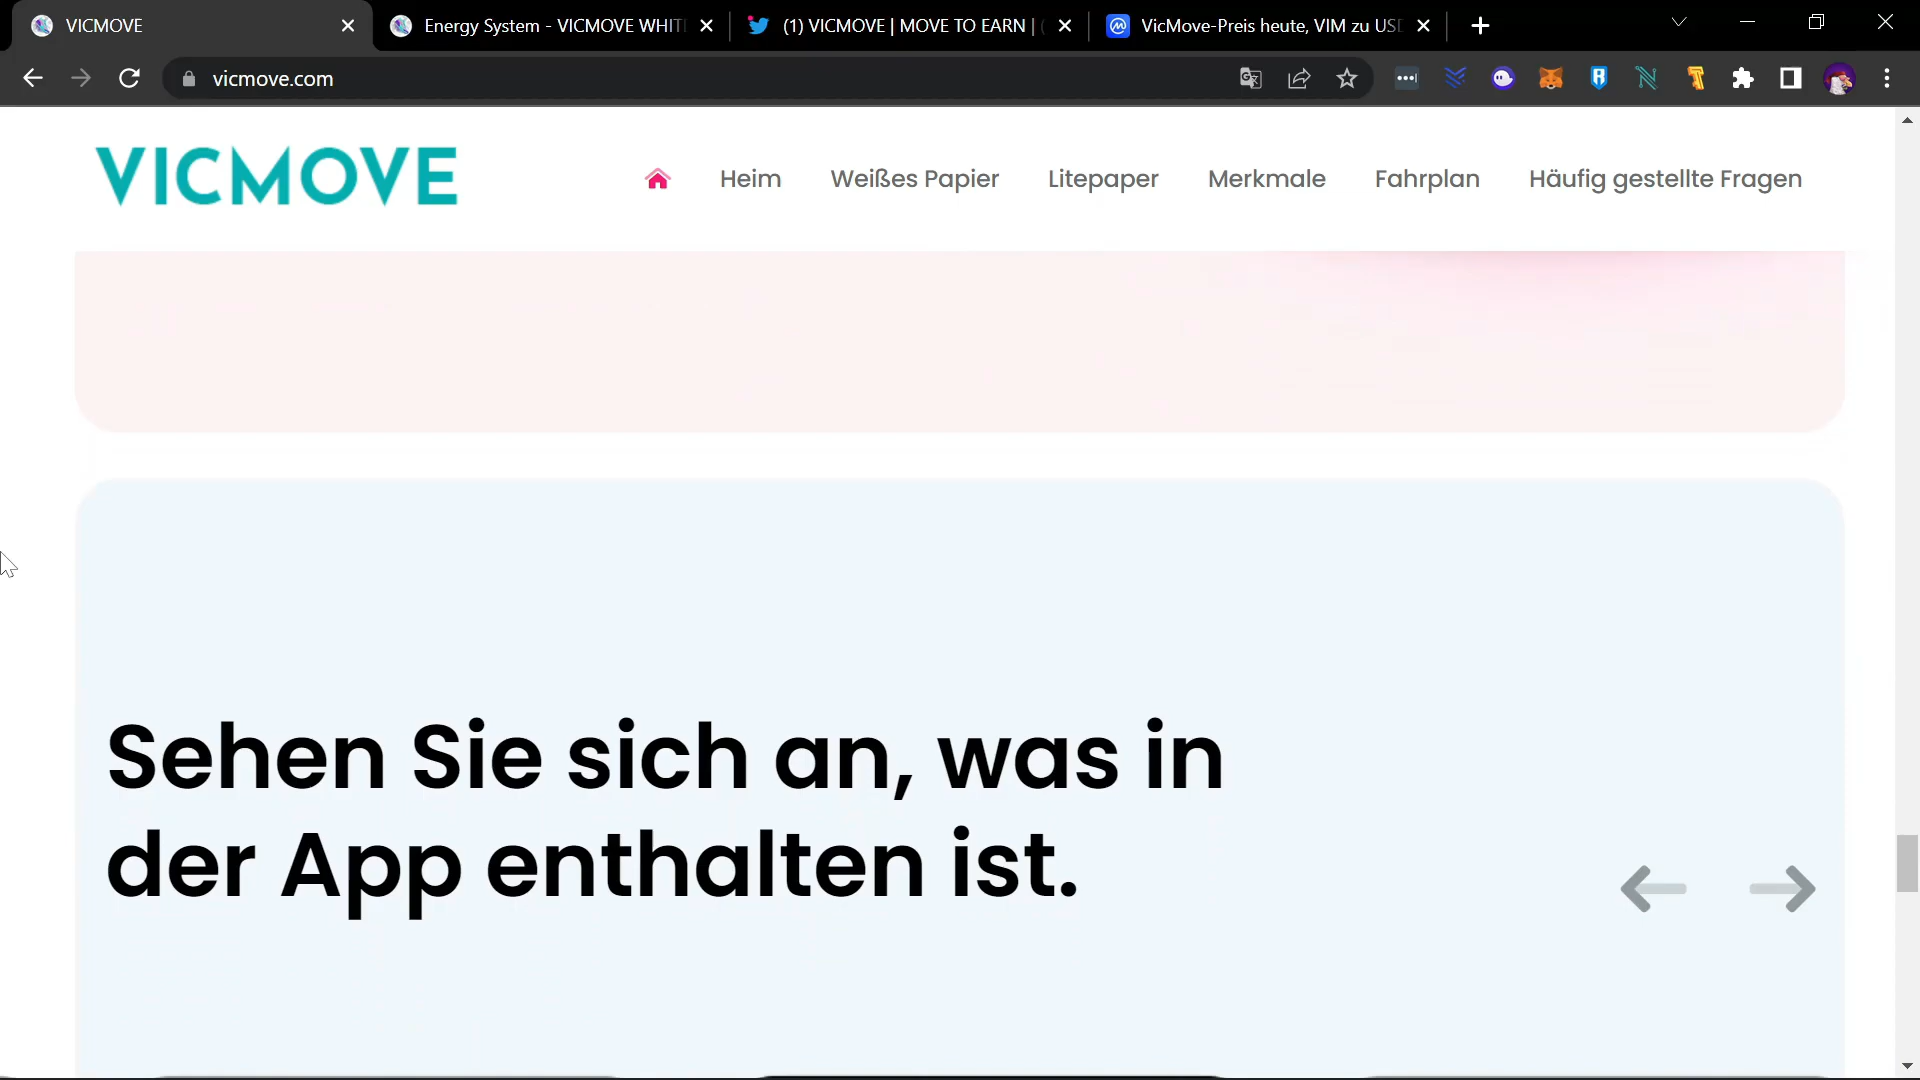 VICMOVE
Energy System - VICMOVE WHIT
(1) VICMOVE | MOVE TO EARN | (
VicMove-Preis heute, VIM zu USD
vicmove.com
VICMOVE
Heim
Weißes Papier
Litepaper
Merkmale
Fahrplan
Häufig gestellte Fragen
Sehen Sie sich an, was in
der App enthalten ist.